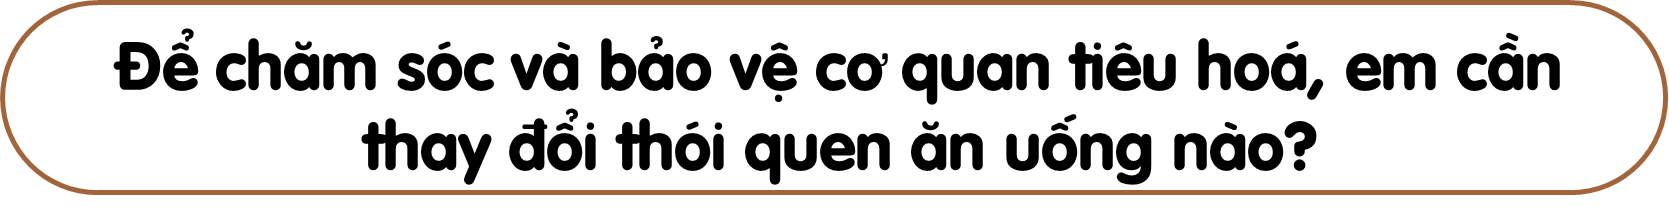 Để chăm sóc và bảo vệ cơ quan tiêu hoá, em cần
thay đổi thói quen ăn uống nào?